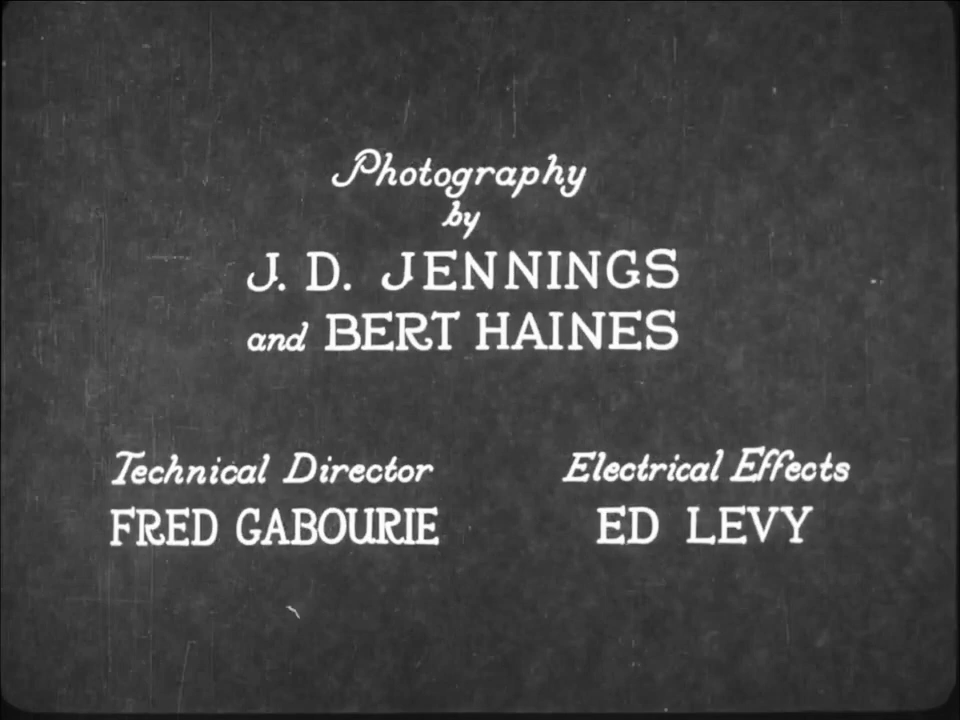 Photography
by
J. D. JENNINGS
and BERT HAINES
Technical Director
FRED GABOURIE
Electrical Effects
ED LEVY